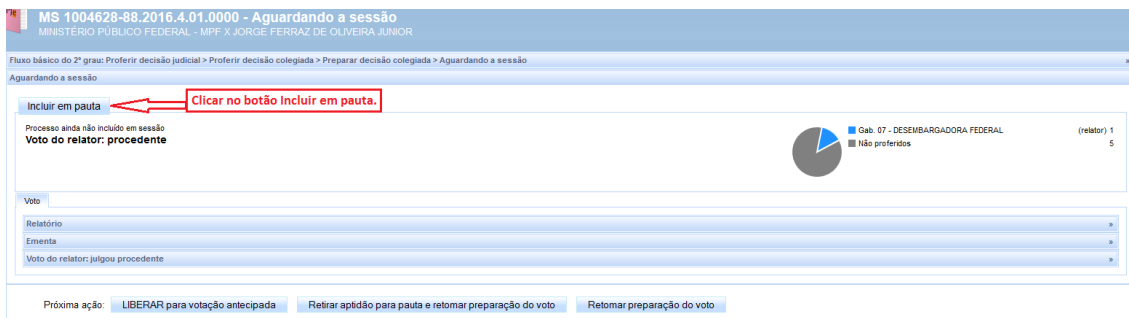 MS 1004628-88.2016.4.01.0000 - Aguardando a sessão
MINISTÉRIO PÚBLICO FEDERAL - MPF X JORGE FERRAZ DE OLIVEIRA JUNIOR
Fluxo básico do 2º grau: Proferir decisão judicial > Proferir decisão colegiada > Preparar decisão colegiada > Aguardando a sessão »
Aguardando a sessão
Incluir em pauta
Clicar no botão Incluir em pauta.
Processo ainda não incluído em sessão
Voto do relator: procedente
Gab. 07 - DESEMBARGADORA FEDERAL (relator) 1
Não proferidos 5
Voto
Relatório »
Ementa »
Voto do relator: julgou procedente »
Próxima ação: LIBERAR para votação antecipada Retirar aptidão para pauta e retomar preparação do voto Retomar preparação do voto